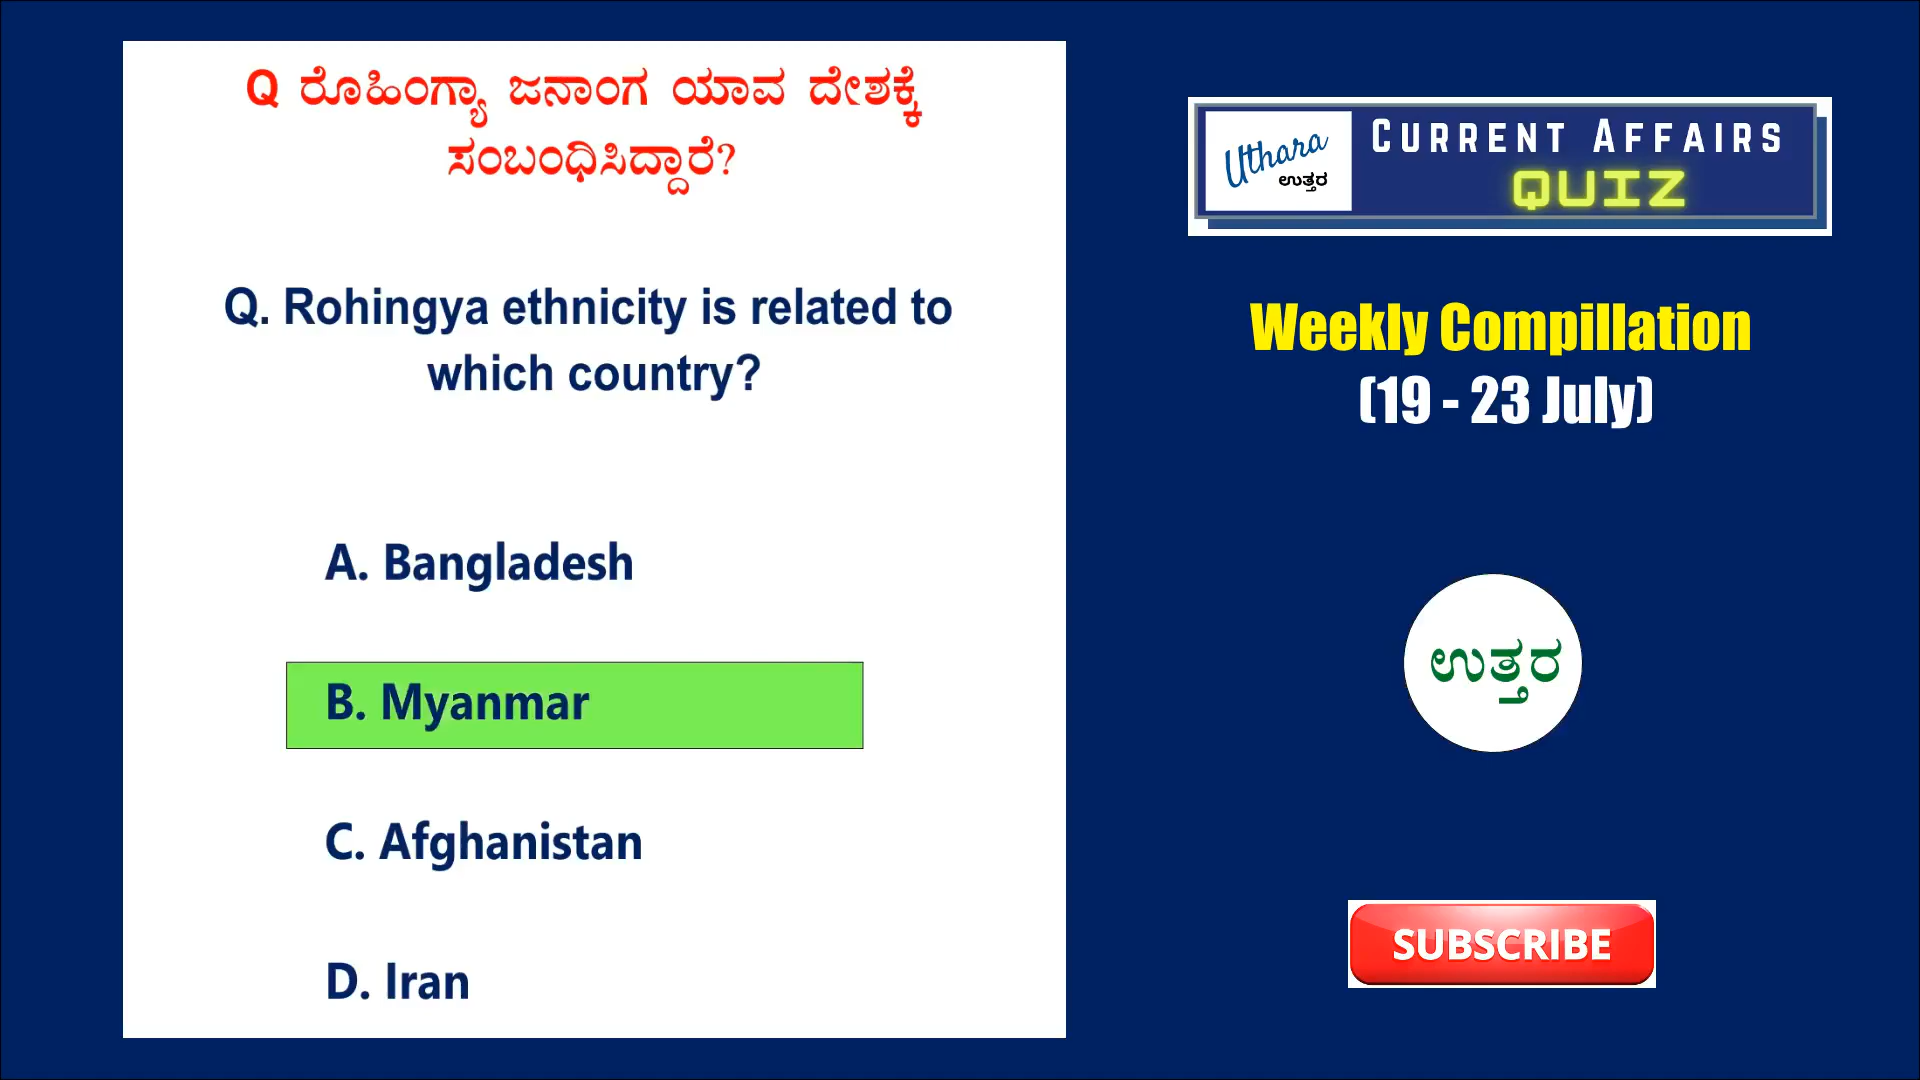 Q ರೊಹಿಂಗ್ಯಾ ಜನಾಂಗ ಯಾವ ದೇಶಕ್ಕೆ
ಸಂಬಂಧಿಸಿದ್ದಾರೆ?
Q. Rohingya ethnicity is related to
which country?
A. Bangladesh
B. Myanmar
C. Afghanistan
D. Iran
Uthara
ಉತ್ತರ
CURRENT AFFAIRS
QUIZ
Weekly Compillation
(19 - 23 July)
ಉತ್ತರ
SUBSCRIBE